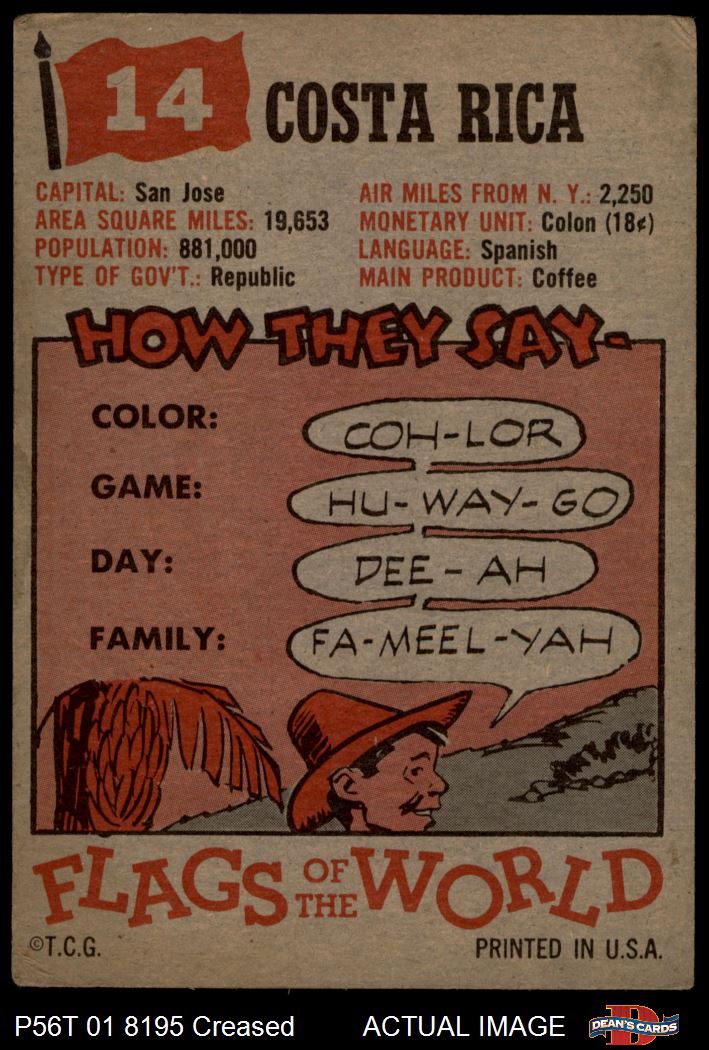 14 COSTA RICA
CAPITAL: San Jose
AREA SQUARE MILES: 19,653
POPULATION: 881,000
TYPE OF GOV'T.: Republic
AIR MILES FROM N. Y.: 2,250
MONETARY UNIT: Colon (18¢)
LANGUAGE: Spanish
MAIN PRODUCT: Coffee
HOW THEY SAY-
COLOR: COH-LOR
GAME: HU-WAY-GO
DAY: DEE-AH
FAMILY: FA-MEEL-YAH
FLAGS OF THE WORLD
©T.C.G. PRINTED IN U.S.A.
P56T 01 8195 Creased ACTUAL IMAGE DEAN'S CARDS